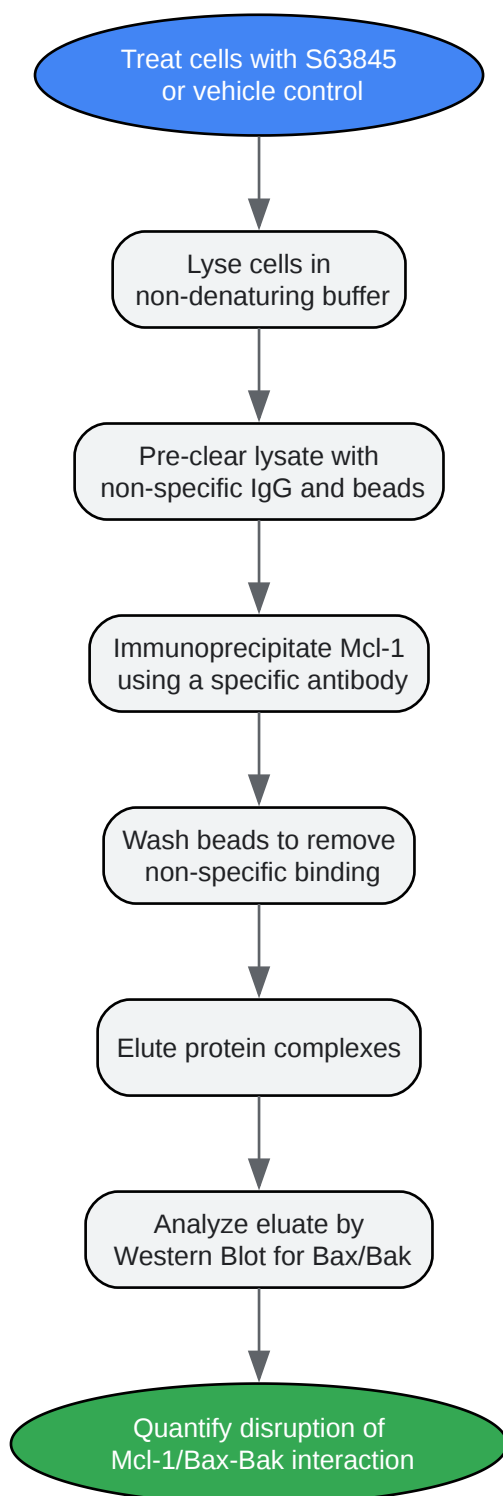 Treat cells with S63845
or vehicle control
Lyse cells in
non-denaturing buffer
Pre-clear lysate with
non-specific IgG and beads
Immunoprecipitate Mcl-1
using a specific antibody
Wash beads to remove
non-specific binding
Elute protein complexes
Analyze eluate by
Western Blot for Bax/Bak
Quantify disruption of
Mcl-1/Bax-Bak interaction